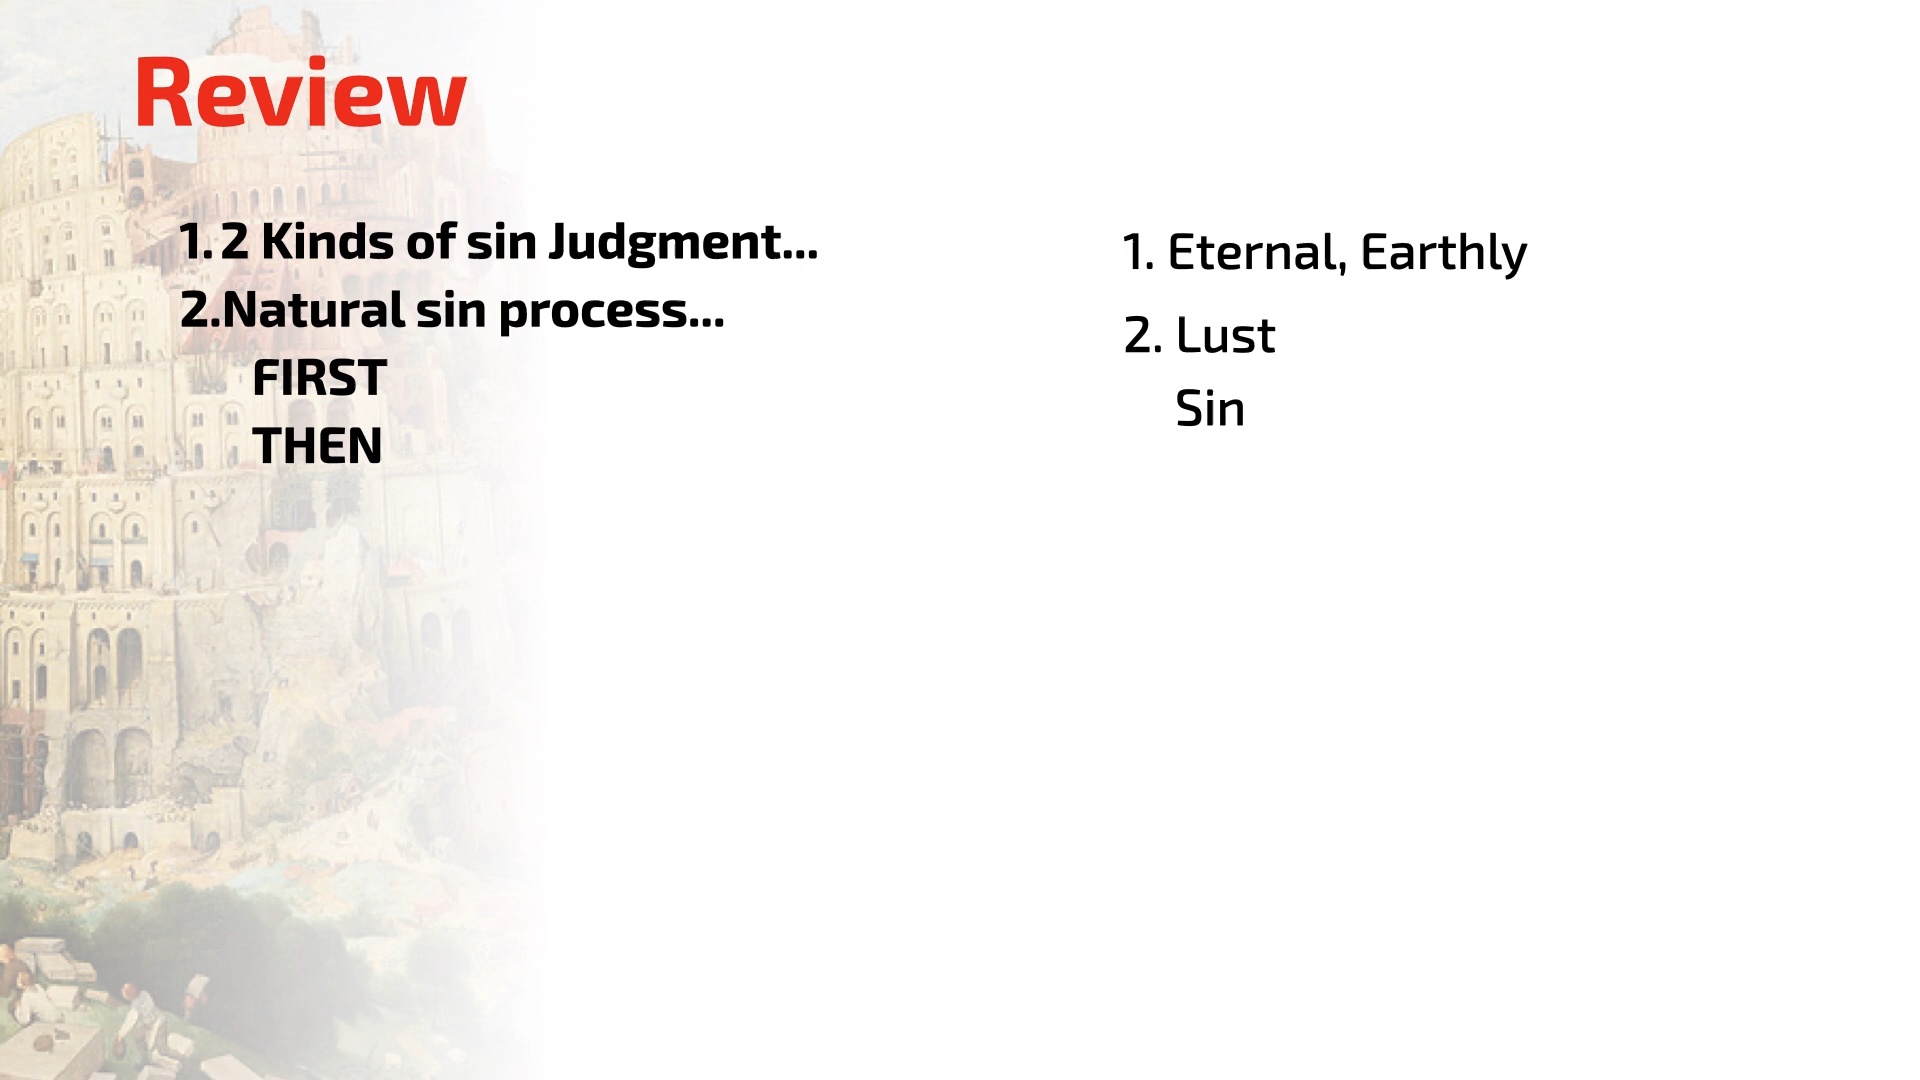 Review
1. 2 Kinds of sin Judgment...
2.Natural sin process...
FIRST
THEN
1. Eternal, Earthly
2. Lust
Sin